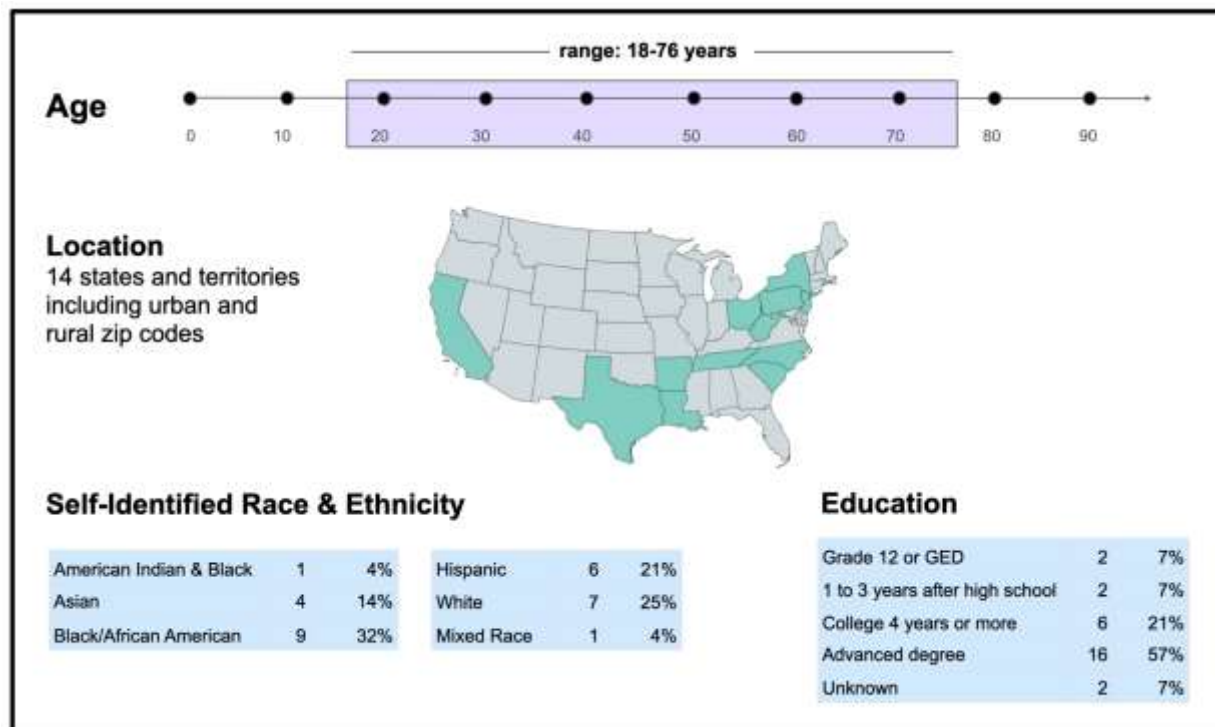 range: 18-76 years
Age
0 10 20 30 40 50 60 70 80 90
Location
14 states and territories
including urban and
rural zip codes
Self-Identified Race & Ethnicity
American Indian & Black 1 4%
Asian 4 14%
Black/African American 9 32%
Hispanic 6 21%
White 7 25%
Mixed Race 1 4%
Education
Grade 12 or GED 2 7%
1 to 3 years after high school 2 7%
College 4 years or more 6 21%
Advanced degree 16 57%
Unknown 2 7%